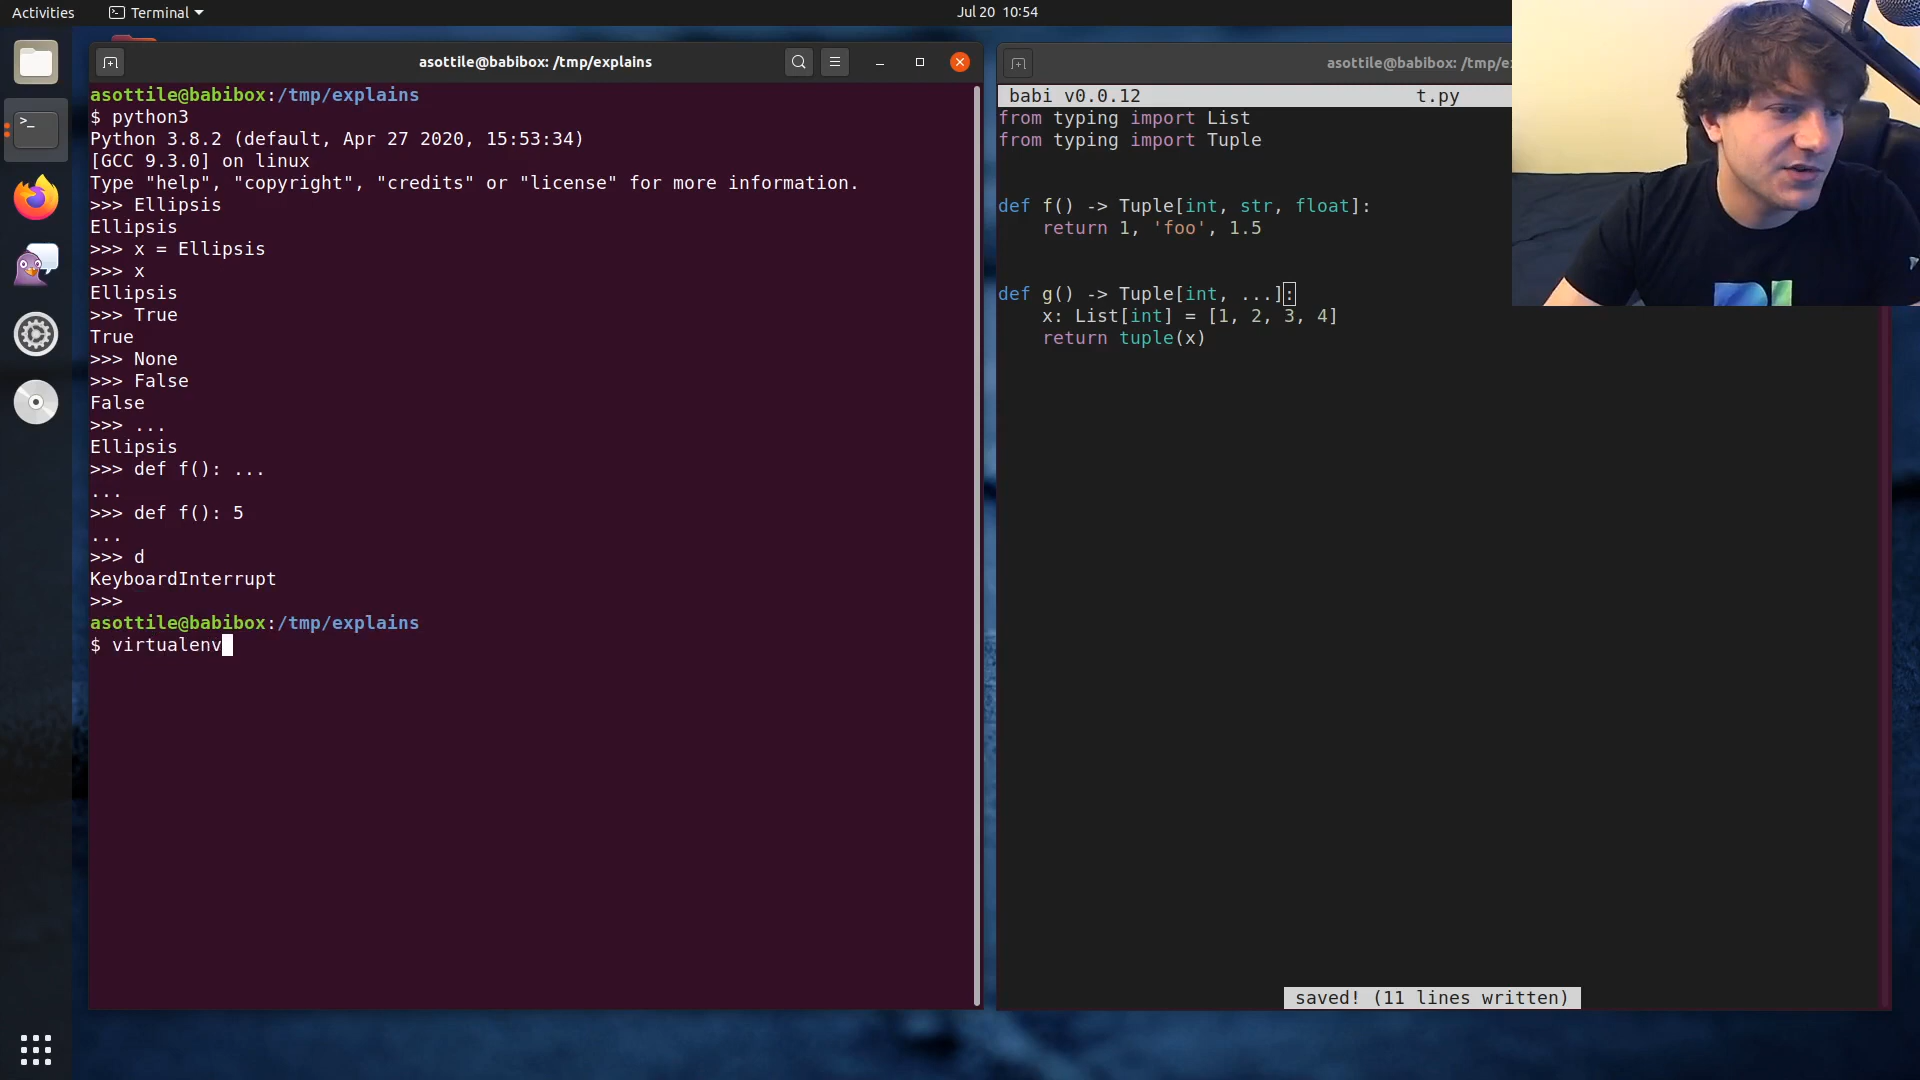 Activities
Terminal
Jul 20 10:54
asottile@babibox: /tmp/explains
asottile@babibox:/tmp/explains
$ python3
Python 3.8.2 (default, Apr 27 2020, 15:53:34)
[GCC 9.3.0] on linux
Type "help", "copyright", "credits" or "license" for more information.
>>> Ellipsis
Ellipsis
>>> x = Ellipsis
>>> x
Ellipsis
>>> True
True
>>> None
>>> False
False
>>> ...
Ellipsis
>>> def f(): ...
...
>>> def f(): 5
...
>>> d
KeyboardInterrupt
>>>
asottile@babibox:/tmp/explains
$ virtualenv
asottile@babibox: /tmp/e
babi v0.0.12 t.py
from typing import List
from typing import Tuple
def f() -> Tuple[int, str, float]:
    return 1, 'foo', 1.5
def g() -> Tuple[int, ...]:
    x: List[int] = [1, 2, 3, 4]
    return tuple(x)
saved! (11 lines written)